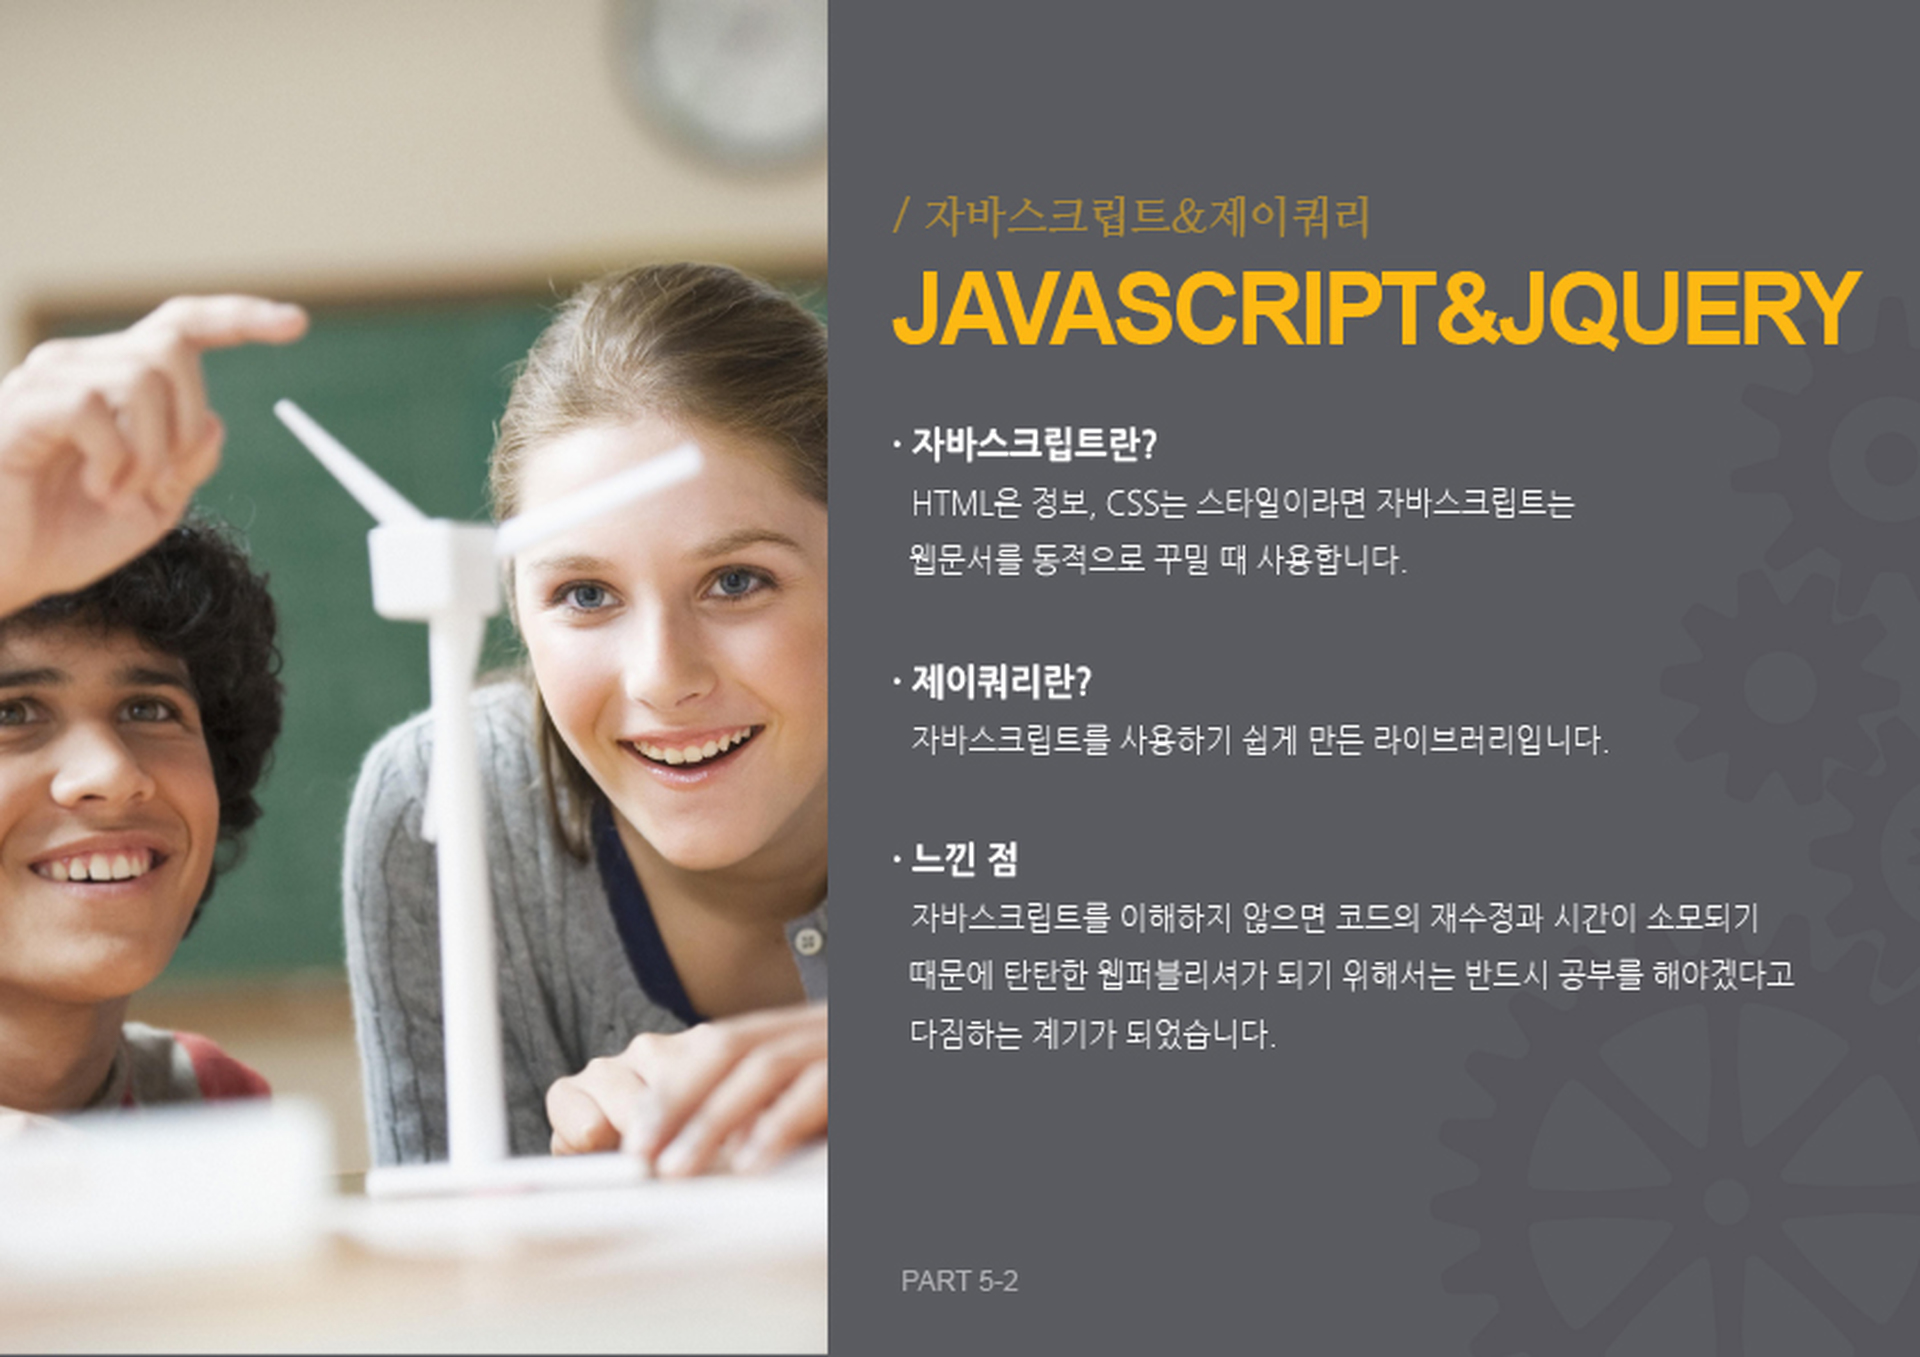 / 자바스크립트&제이쿼리
JAVASCRIPT&JQUERY
· 자바스크립트란?
HTML은 정보, CSS는 스타일이라면 자바스크립트는
웹문서를 동적으로 꾸밀 때 사용합니다.
· 제이쿼리란?
자바스크립트를 사용하기 쉽게 만든 라이브러리입니다.
· 느낀 점
자바스크립트를 이해하지 않으면 코드의 재수정과 시간이 소모되기
때문에 탄탄한 웹퍼블리셔가 되기 위해서는 반드시 공부를 해야겠다고
다짐하는 계기가 되었습니다.
PART 5-2